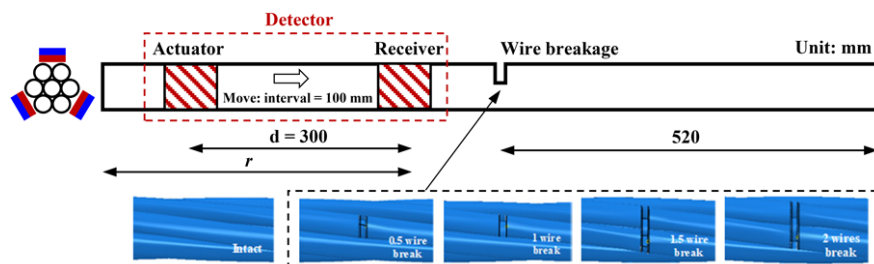 Detector
Actuator
Receiver
Wire breakage
Unit: mm
Move: interval = 100 mm
d = 300
520
r
Intact
0.5 wire
break
1 wire
break
1.5 wire
break
2 wires
break